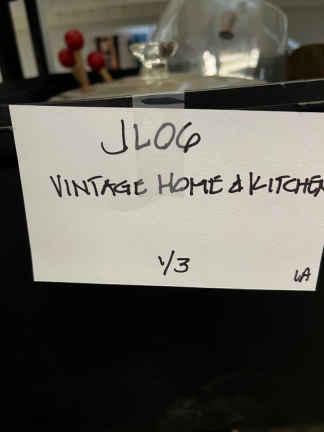 JL06
VINTAGE HOME & KITCHEN
1/3
LA